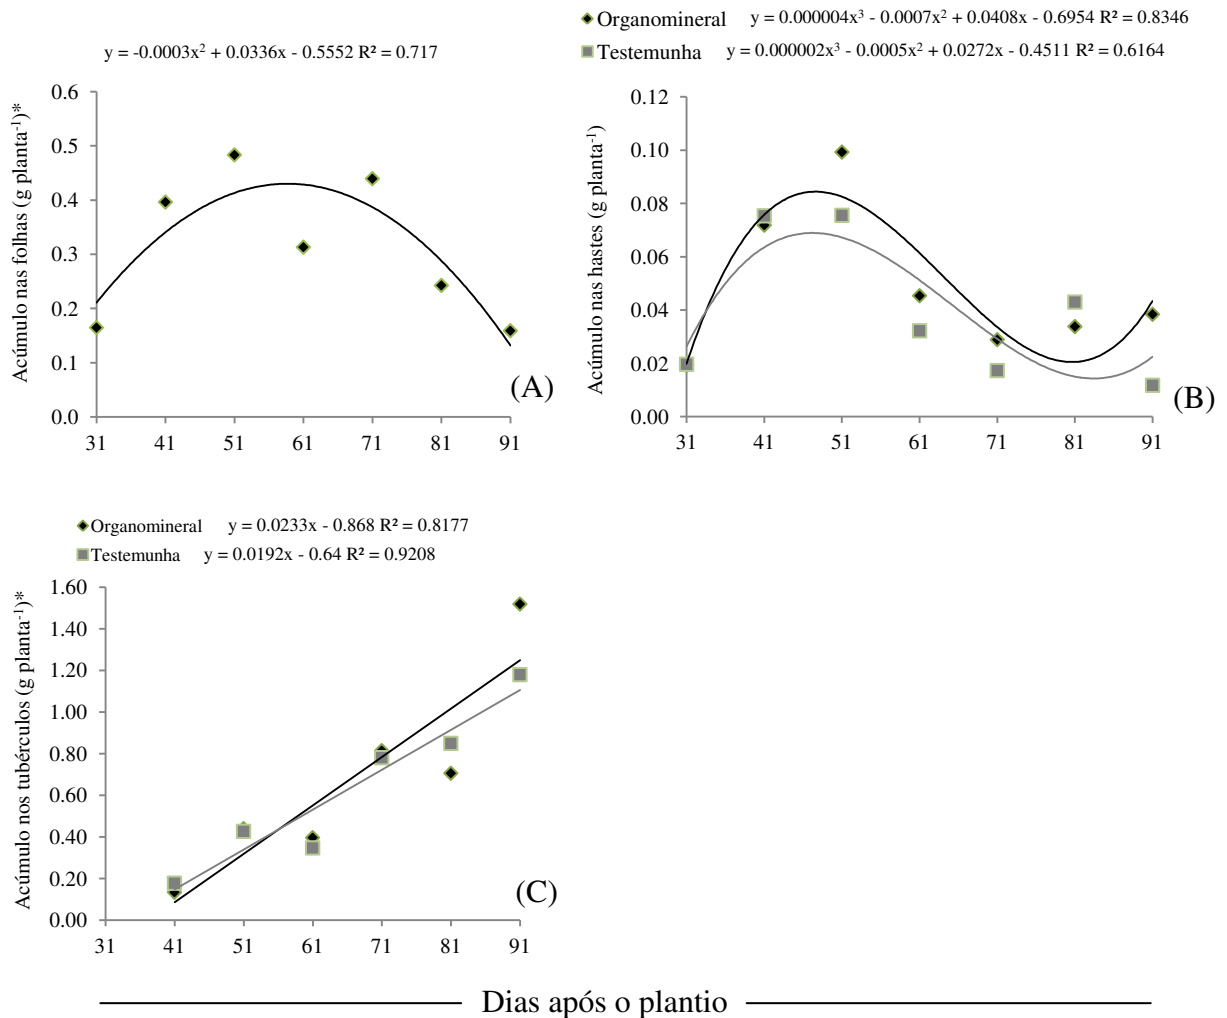 y = -0.0003x² + 0.0336x - 0.5552 R² = 0.717
Acúmulo nas folhas (g planta⁻¹)*
0.6
0.5
0.4
0.3
0.2
0.1
0.0
31 41 51 61 71 81 91
(A)
Organomineral y = 0.000004x³ - 0.0007x² + 0.0408x - 0.6954 R² = 0.8346
Testemunha y = 0.000002x³ - 0.0005x² + 0.0272x - 0.4511 R² = 0.6164
Acúmulo nas hastes (g planta⁻¹)
0.12
0.10
0.08
0.06
0.04
0.02
0.00
31 41 51 61 71 81 91
(B)
Organomineral y = 0.0233x - 0.868 R² = 0.8177
Testemunha y = 0.0192x - 0.64 R² = 0.9208
Acúmulo nos tubérculos (g planta⁻¹)*
1.60
1.40
1.20
1.00
0.80
0.60
0.40
0.20
0.00
31 41 51 61 71 81 91
(C)
Dias após o plantio